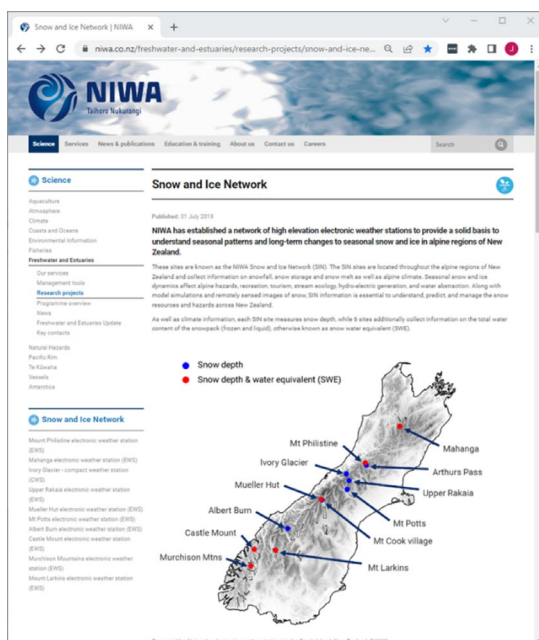 Snow and Ice Network | NIWA
niwa.co.nz/freshwater-and-estuaries/research-projects/snow-and-ice-ne...
J
NIWA
Taihoro Nukurangi
Science Services News & publications Education & training About us Contact us Careers
Search
Science
Aquaculture
Atmosphere
Climate
Coasts and Oceans
Environmental Information
Fisheries
Freshwater and Estuaries
Our services
Management tools
Research projects
Programme overview
News
Freshwater and Estuaries Update
Key contacts
Natural Hazards
Pacific Rim
Te Kūwaha
Vessels
Antarctica
Snow and Ice Network
Mount Philistine electronic weather station
(EWS)
Mahanga electronic weather station (EWS)
Ivory Glacier - compact weather station
(CWS)
Upper Rakaia electronic weather station
(EWS)
Mueller Hut electronic weather station (EWS)
Mt Potts electronic weather station (EWS)
Albert Burn electronic weather station (EWS)
Castle Mount electronic weather station
(EWS)
Murchison Mountains electronic weather
station (EWS)
Mount Larkins electronic weather station
(EWS)
Snow and Ice Network
Published: 31 July 2019
NIWA has established a network of high elevation electronic weather stations to provide a solid basis to
understand seasonal patterns and long-term changes to seasonal snow and ice in alpine regions of New
Zealand.
These sites are known as the NIWA Snow and Ice Network (SIN). The SIN sites are located throughout the alpine regions of New
Zealand and collect information on snowfall, snow storage and snow melt as well as alpine climate. Seasonal snow and ice
dynamics affect alpine hazards, recreation, tourism, stream ecology, hydro-electric generation, and water abstraction. Along with
model simulations and remotely sensed images of snow, SIN information is essential to understand, predict, and manage the snow
resources and hazards across New Zealand.
As well as climate information, each SIN site measures snow depth, while 6 sites additionally collect information on the total water
content of the snowpack (frozen and liquid), otherwise known as snow water equivalent (SWE).
Snow depth
Snow depth & water equivalent (SWE)
Mt Philistine
Mahanga
Ivory Glacier
Arthurs Pass
Mueller Hut
Upper Rakaia
Albert Burn
Mt Potts
Castle Mount
Mt Cook village
Murchison Mtns
Mt Larkins